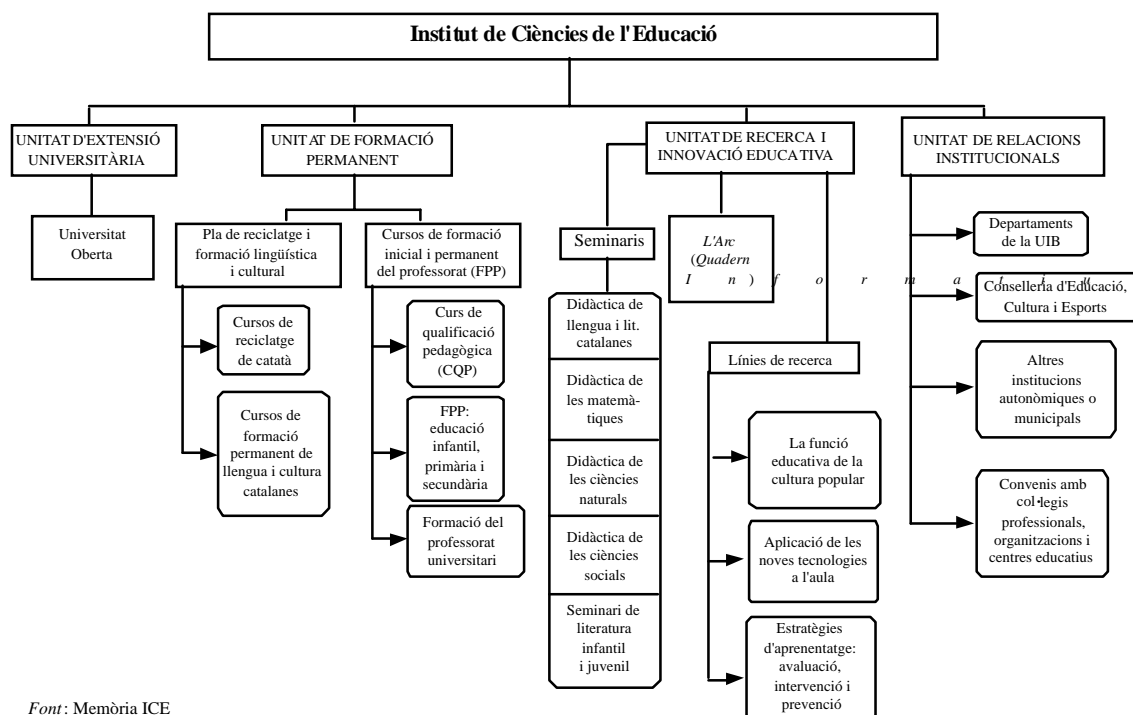 Institut de Ciències de l'Educació
UNITAT D'EXTENSIÓ
UNIVERSITÀRIA
Universitat
Oberta
UNITAT DE FORMACIÓ
PERMANENT
Pla de reciclatge i
formació lingüística
i cultural
Cursos de
reciclatge
de catatà
Cursos de
formació
permanent de
llengua i cultura
catalanes
Cursos de formació
inicial i permanent
del professorat (FPP)
Curs de
qualificació
pedagògica
(CQP)
FPP:
educació
infantil,
primària i
secundària
Formació del
professorat
universitari
UNITAT DE RECERCA I
INNOVACIÓ EDUCATIVA
Seminaris
Didàctica de
llengua i lit.
catalanes
Didàctica de
les matemà-
tiques
Didàctica de
les ciències
naturals
Didàctica de
les ciències
socials
Seminari de
literatura
infantil
i juvenil
L'Arc
(Quadern
I n ) f o r m a t i u
Línies de recerca
La funció
educativa de la
cultura popular
Aplicació de les
noves tecnologies
a l'aula
Estratègies
d'aprenentatge:
avaluació,
intervenció i
prevenció
UNITAT DE RELACIONS
INSTITUCIONALS
Departaments
de la UIB
Conselleria d'Educació,
Cultura i Esports
Altres
institucions
autonòmiques o
municipals
Convenis amb
col·legis
professionals,
organitzacions i
centres educatius
Font: Memòria ICE